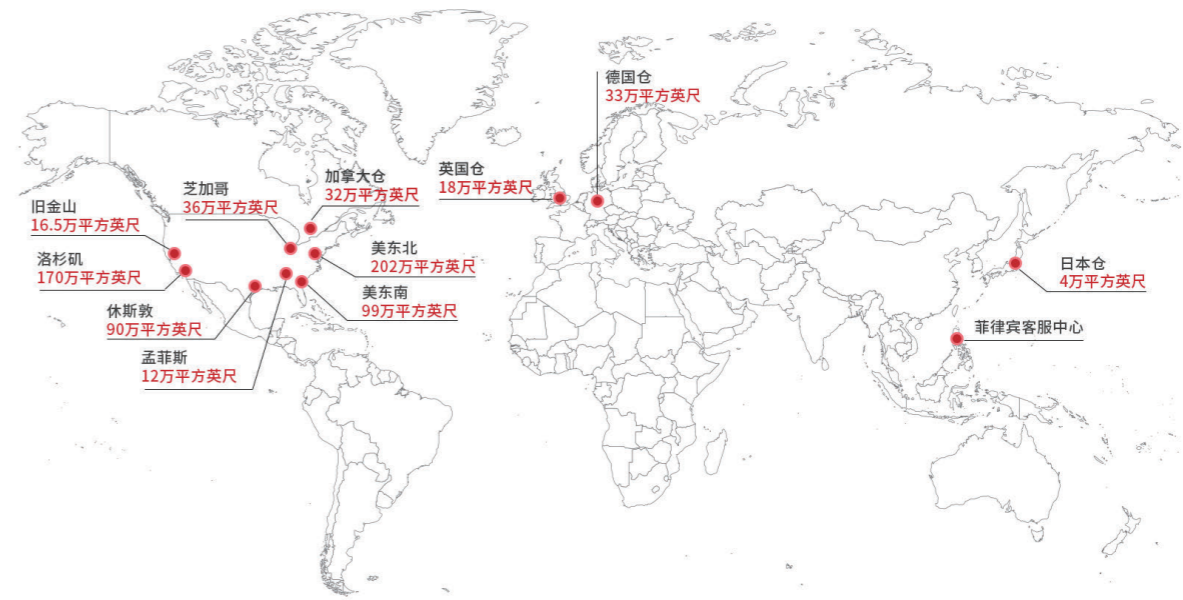 德国仓
33万平方英尺
英国仓
18万平方英尺
加拿大仓
32万平方英尺
芝加哥
36万平方英尺
旧金山
16.5万平方英尺
洛杉矶
170万平方英尺
美东北
202万平方英尺
美东南
99万平方英尺
休斯敦
90万平方英尺
孟菲斯
12万平方英尺
日本仓
4万平方英尺
菲律宾客服中心